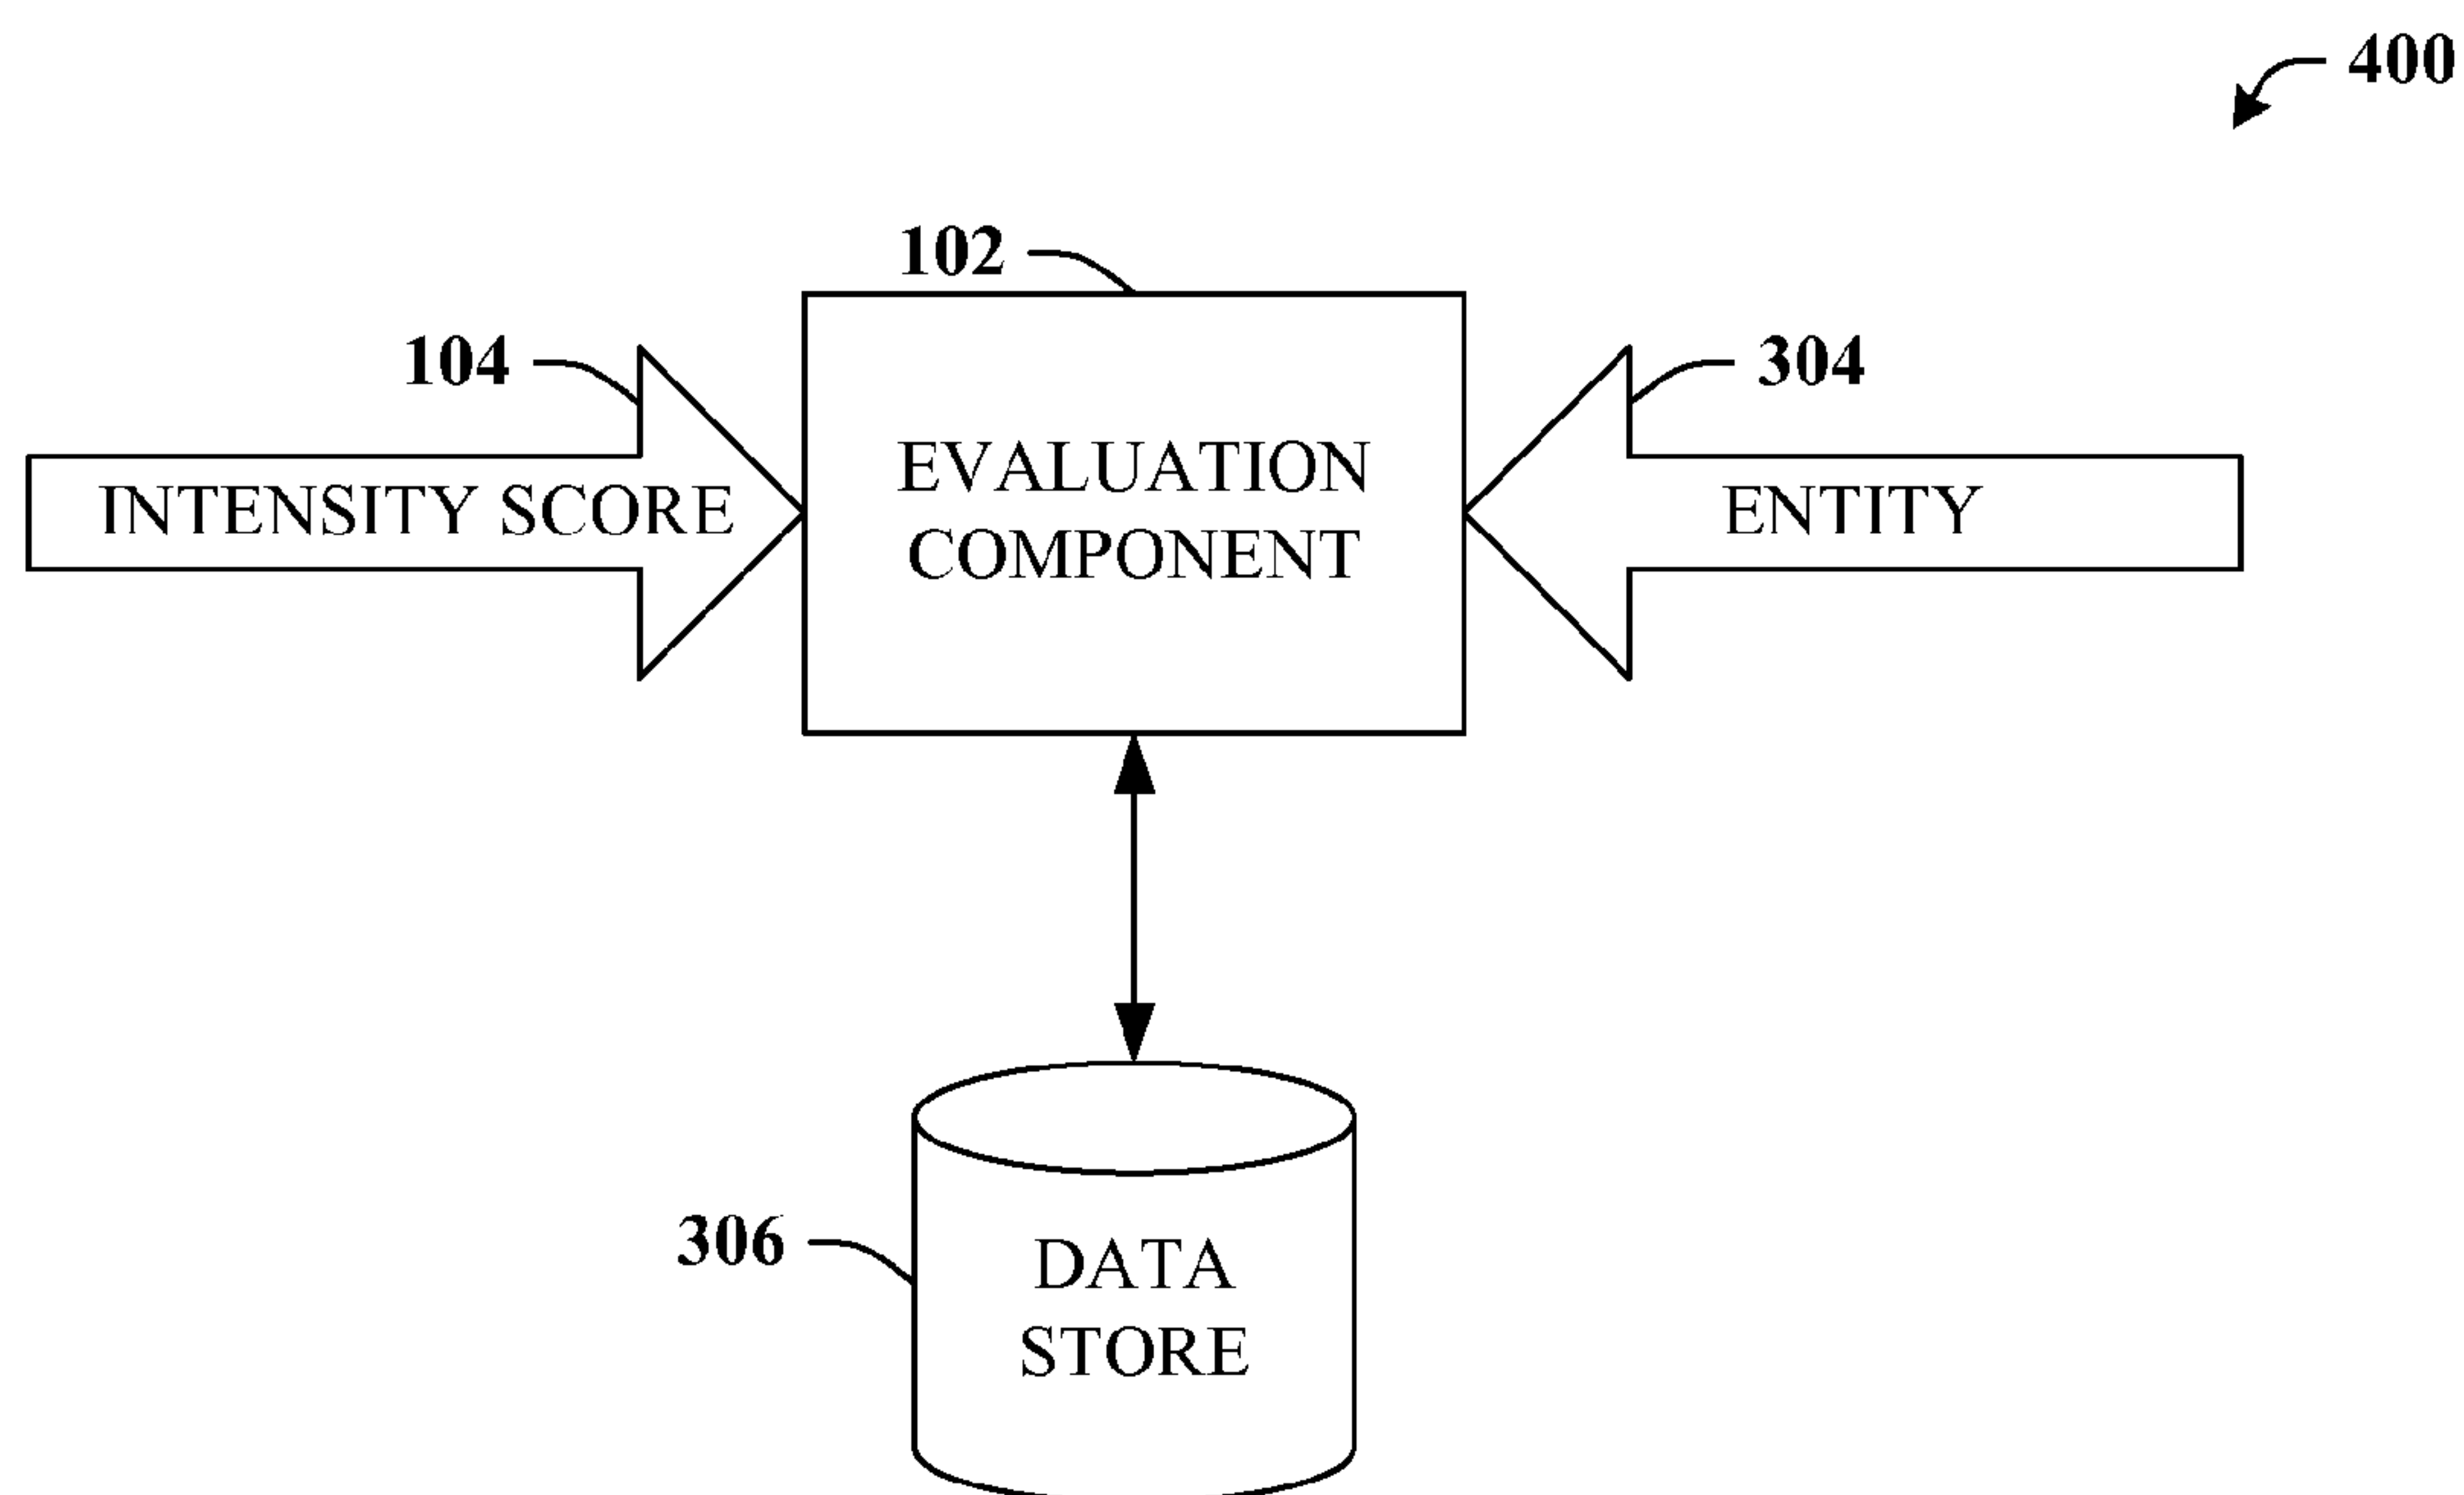 400
102
104
304
INTENSITY SCORE
EVALUATION
COMPONENT
ENTITY
306
DATA
STORE